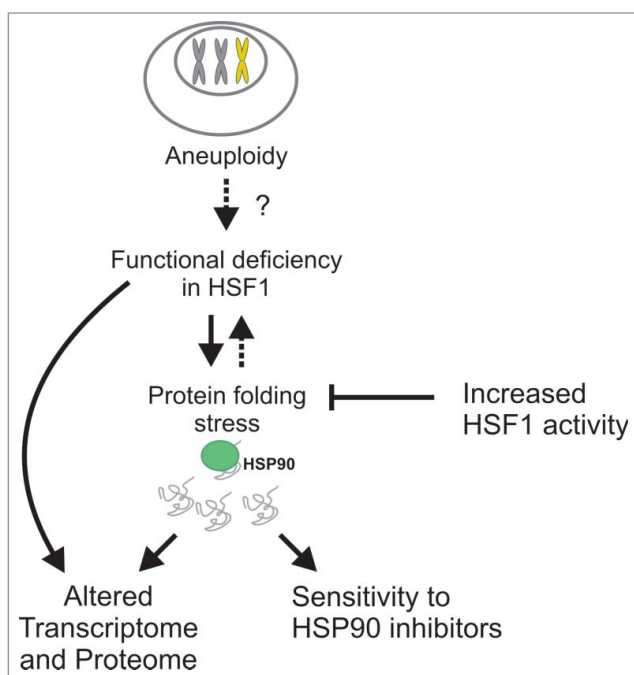 Aneuploidy
?
Functional deficiency
in HSF1
Protein folding
stress
Increased
HSF1 activity
HSP90
Altered
Transcriptome
and Proteome
Sensitivity to
HSP90 inhibitors